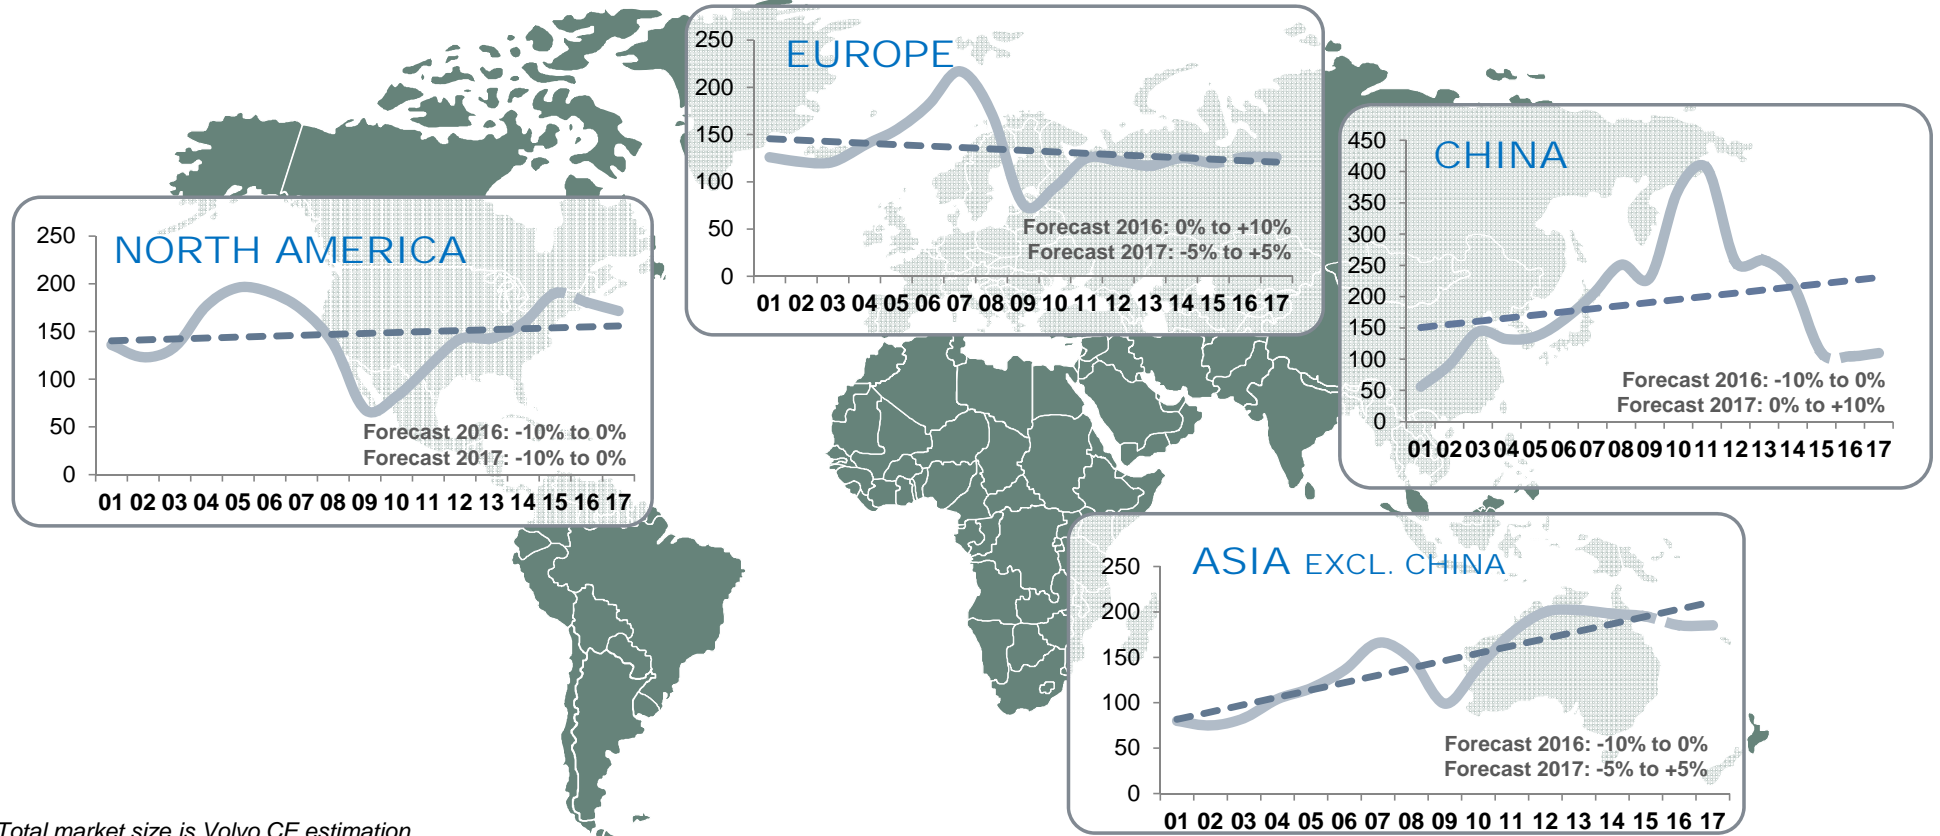 EUROPE
250
200
150
100
50
0
Forecast 2016: 0% to +10%
Forecast 2017: -5% to +5%
01 02 03 04 05 06 07 08 09 10 11 12 13 14 15 16 17
CHINA
450
400
350
300
250
200
150
100
50
0
Forecast 2016: -10% to 0%
Forecast 2017: 0% to +10%
01 02 03 04 05 06 07 08 09 10 11 12 13 14 15 16 17
NORTH AMERICA
250
200
150
100
50
0
Forecast 2016: -10% to 0%
Forecast 2017: -10% to 0%
01 02 03 04 05 06 07 08 09 10 11 12 13 14 15 16 17
ASIA EXCL. CHINA
250
200
150
100
50
0
Forecast 2016: -10% to 0%
Forecast 2017: -5% to +5%
01 02 03 04 05 06 07 08 09 10 11 12 13 14 15 16 17
Total market size is Volvo CE estimation